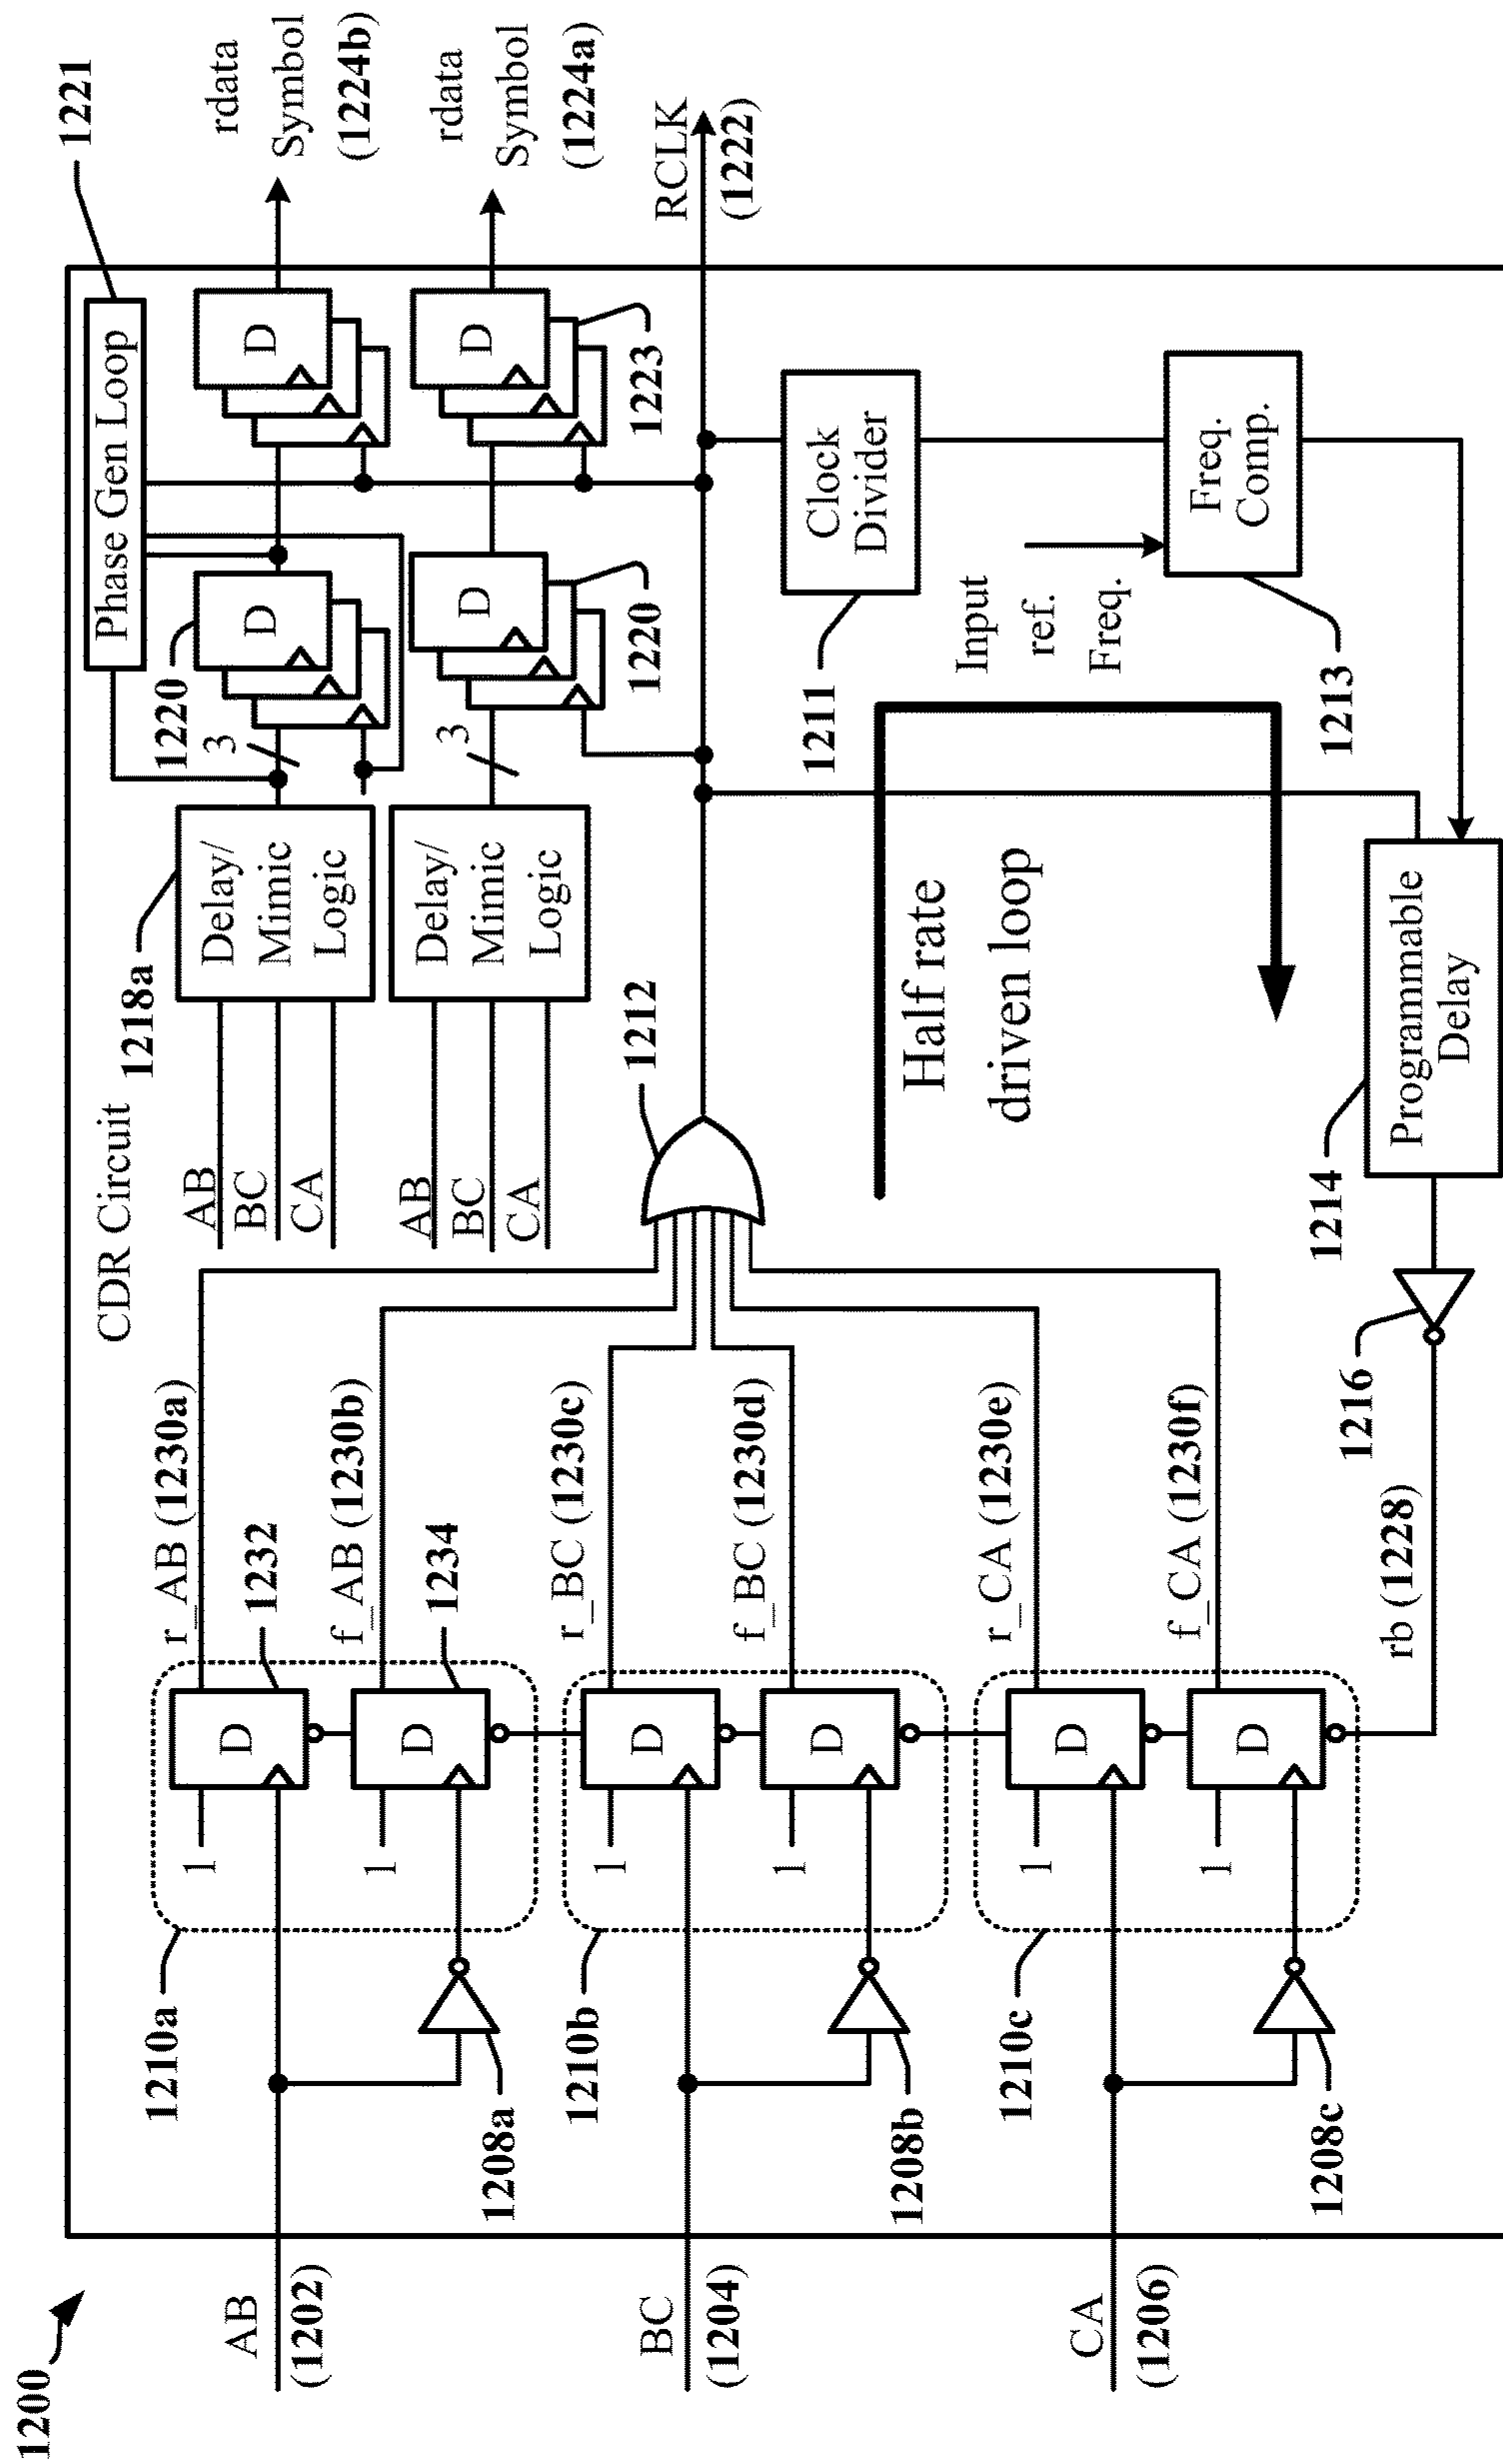 1200
CDR Circuit
AB
(1202)
BC
(1204)
CA
(1206)
1210a
1208a
1210b
1208b
1210c
1208c
1
D
1
D
1
D
1
D
1
D
1
D
r_AB (1230a)
1232
f_AB (1230b)
1234
r_BC (1230c)
f_BC (1230d)
r_CA (1230e)
f_CA (1230f)
rb (1228)
1216
1214
Programmable
Delay
1212
AB
BC
CA
1218a
Delay/
Mimic
Logic
AB
BC
CA
Delay/
Mimic
Logic
3
1220
D
3
D
1220
Phase Gen Loop
1221
D
D
1223
Half rate
driven loop
1211
Clock
Divider
Input
ref.
Freq.
Freq.
Comp.
1213
rdata
Symbol
(1224b)
rdata
Symbol
(1224a)
RCLK
(1222)